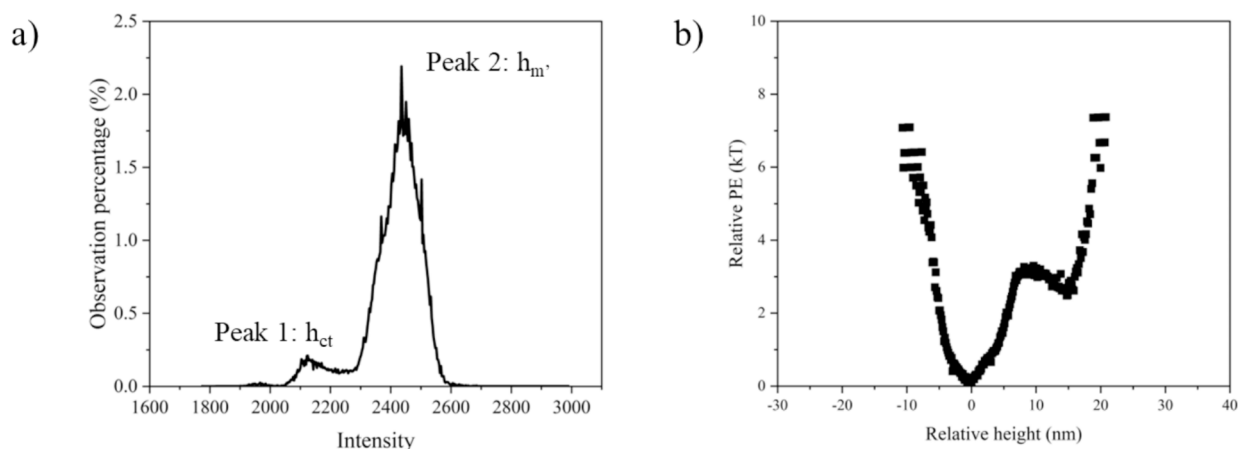 a)
2.5
2.0
1.5
1.0
0.5
0.0
Observation percentage (%)
Peak 2: hm’
Peak 1: hct
1600 1800 2000 2200 2400 2600 2800 3000
Intensity
b)
10
8
6
4
2
0
Relative PE (kT)
-30 -20 -10 0 10 20 30 40
Relative height (nm)